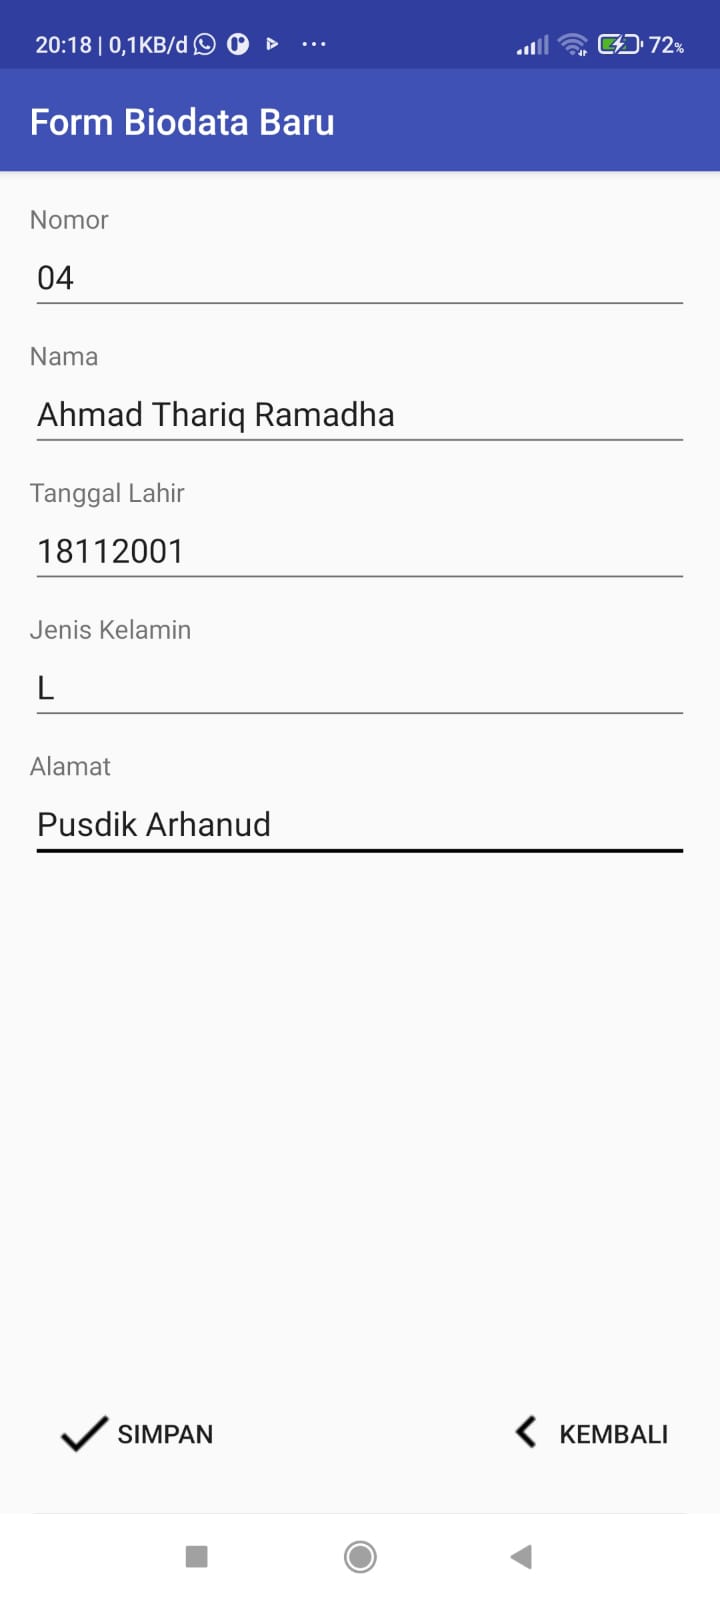 20:18 | 0,1KB/d ... 72%
Form Biodata Baru
Nomor
04
Nama
Ahmad Thariq Ramadha
Tanggal Lahir
18112001
Jenis Kelamin
L
Alamat
Pusdik Arhanud
SIMPAN
KEMBALI